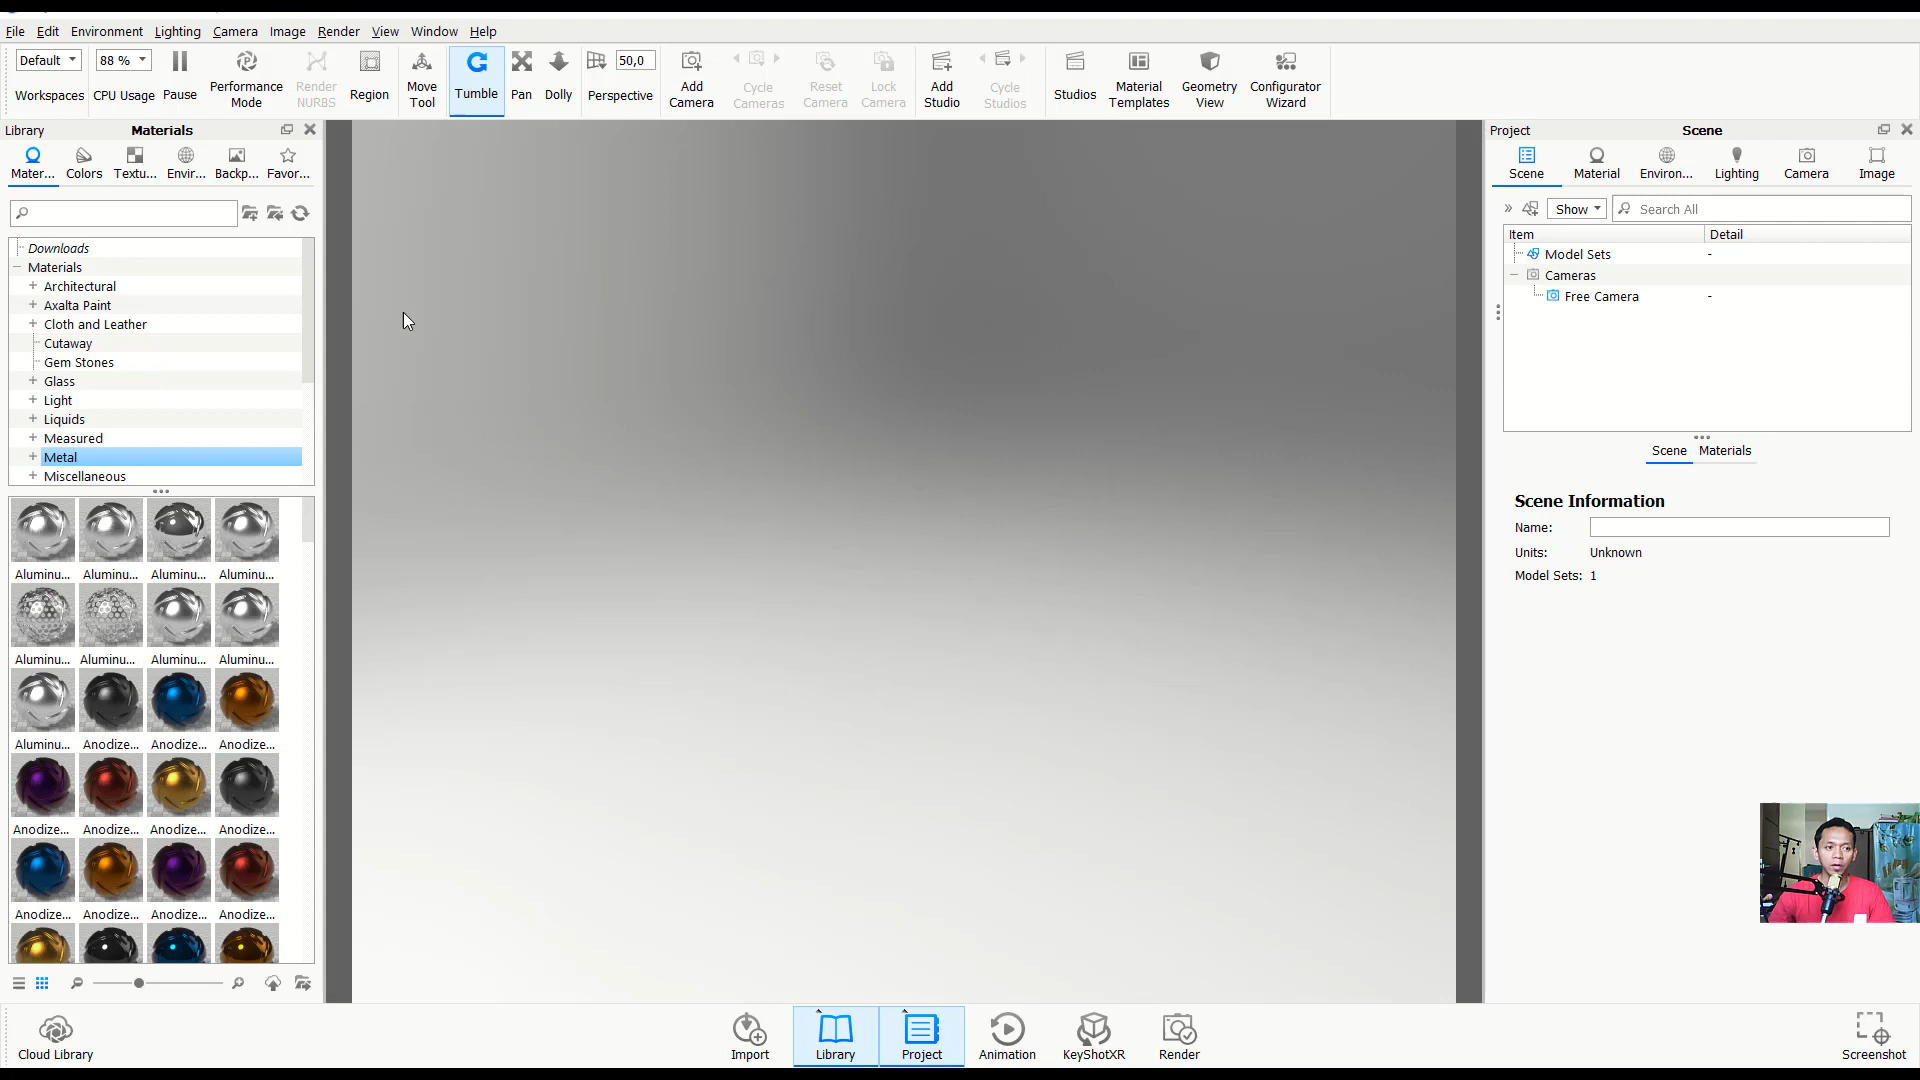 File Edit Environment Lighting Camera Image Render View Window Help
Default 88 % 50,0
Workspaces CPU Usage Pause Performance Mode Render NURBS Region Move Tool Tumble Pan Dolly Perspective Add Camera Cycle Cameras Reset Camera Lock Camera Add Studio Cycle Studios Studios Material Templates Geometry View Configurator Wizard
Library Materials
Mater... Colors Textu... Envir... Backp... Favor...
Downloads
Materials
Architectural
Axalta Paint
Cloth and Leather
Cutaway
Gem Stones
Glass
Light
Liquids
Measured
Metal
Miscellaneous
Aluminu... Aluminu... Aluminu... Aluminu...
Aluminu... Aluminu... Aluminu... Aluminu...
Aluminu... Anodize... Anodize... Anodize...
Anodize... Anodize... Anodize... Anodize...
Anodize... Anodize... Anodize... Anodize...
Project Scene
Scene Material Environ... Lighting Camera Image
Show Search All
Item Detail
Model Sets -
Cameras
Free Camera -
Scene Materials
Scene Information
Name:
Units: Unknown
Model Sets: 1
Cloud Library Import Library Project Animation KeyShotXR Render Screenshot